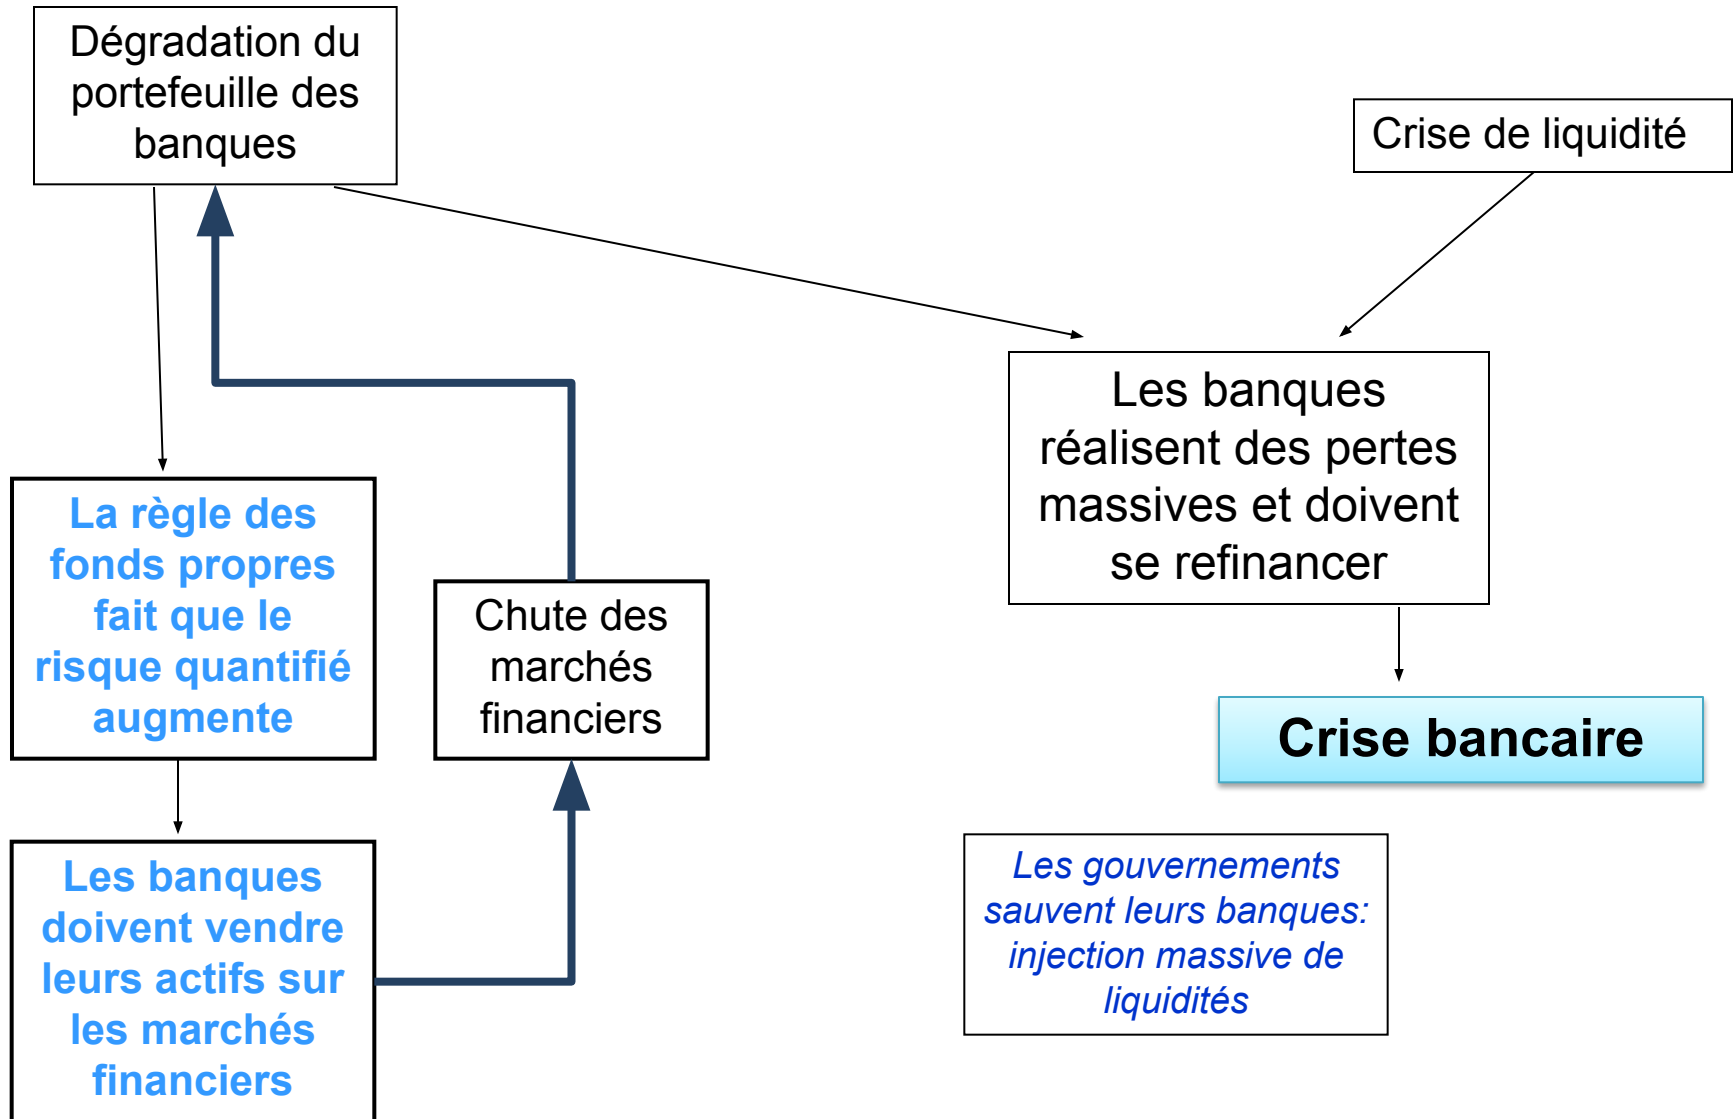 Dégradation du
portefeuille des
banques
Crise de liquidité
Les banques
réalisent des pertes
massives et doivent
se refinancer
La règle des
fonds propres
fait que le
risque quantifié
augmente
Chute des
marchés
financiers
Crise bancaire
Les banques
doivent vendre
leurs actifs sur
les marchés
financiers
Les gouvernements
sauvent leurs banques:
injection massive de
liquidités